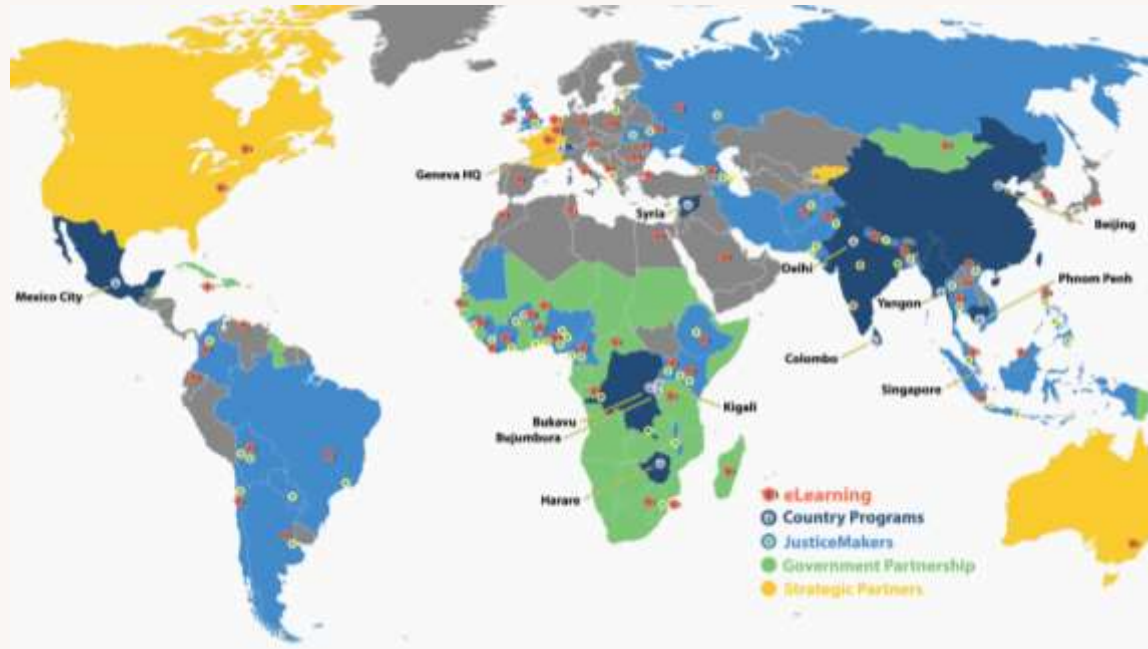 Geneva HQ
Syria
Beijing
Delhi
Phnom Penh
Mexico City
Yangon
Colombo
Singapore
Kigali
Bukavu
Bujumbura
Hararo
eLearning
Country Programs
JusticeMakers
Government Partnership
Strategic Partners